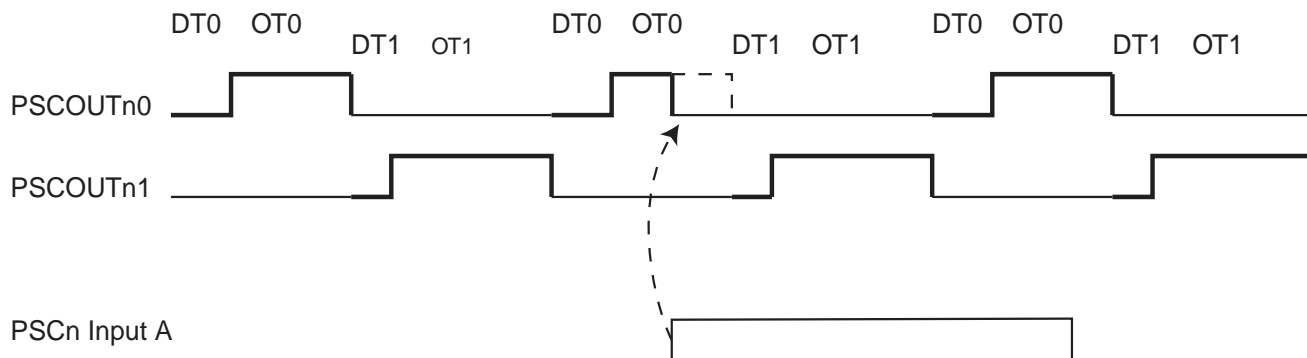 DT0 OT0 DT0 OT0 DT0 OT0
DT1 OT1 DT1 OT1 DT1 OT1
PSCOUTn0
PSCOUTn1
PSCn Input A